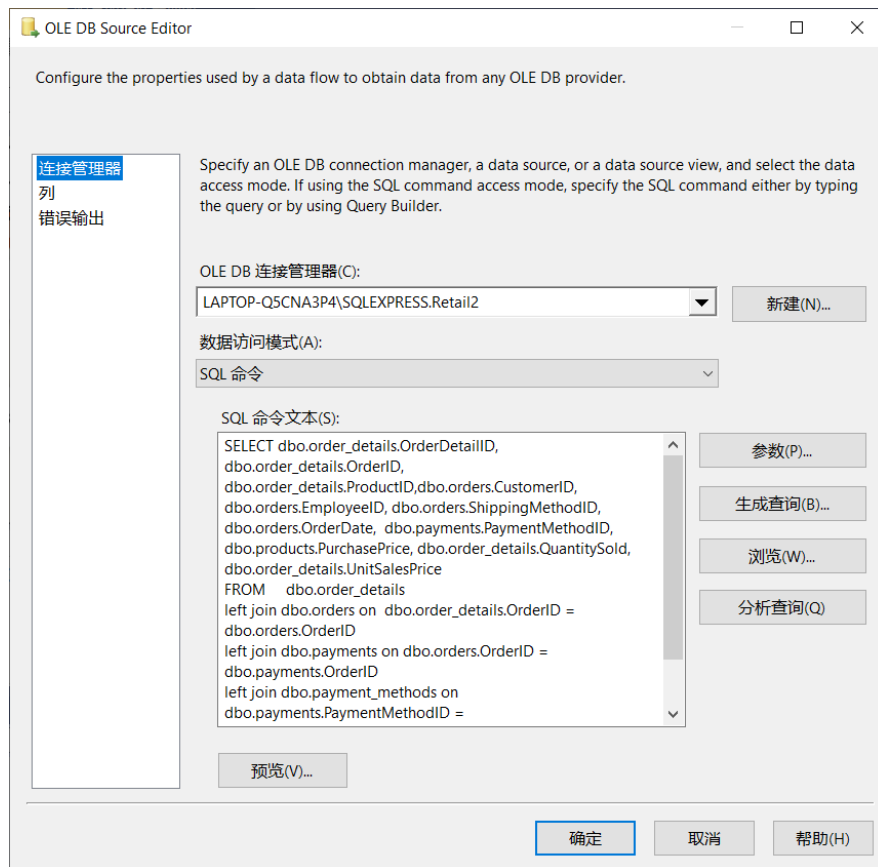 OLE DB Source Editor
Configure the properties used by a data flow to obtain data from any OLE DB provider.
连接管理器
列
错误输出
Specify an OLE DB connection manager, a data source, or a data source view, and select the data
access mode. If using the SQL command access mode, specify the SQL command either by typing
the query or by using Query Builder.
OLE DB 连接管理器(C):
LAPTOP-Q5CNA3P4\SQLEXPRESS.Retail2
新建(N)...
数据访问模式(A):
SQL 命令
SQL 命令文本(S):
SELECT dbo.order_details.OrderDetailID,
dbo.order_details.OrderID,
dbo.order_details.ProductID,dbo.orders.CustomerID,
dbo.orders.EmployeeID, dbo.orders.ShippingMethodID,
dbo.orders.OrderDate,  dbo.payments.PaymentMethodID,
dbo.products.PurchasePrice, dbo.order_details.QuantitySold,
dbo.order_details.UnitSalesPrice
FROM     dbo.order_details
left join dbo.orders on  dbo.order_details.OrderID =
dbo.orders.OrderID
left join dbo.payments on dbo.orders.OrderID =
dbo.payments.OrderID
left join dbo.payment_methods on
dbo.payments.PaymentMethodID =
参数(P)...
生成查询(B)...
浏览(W)...
分析查询(Q)
预览(V)...
确定
取消
帮助(H)